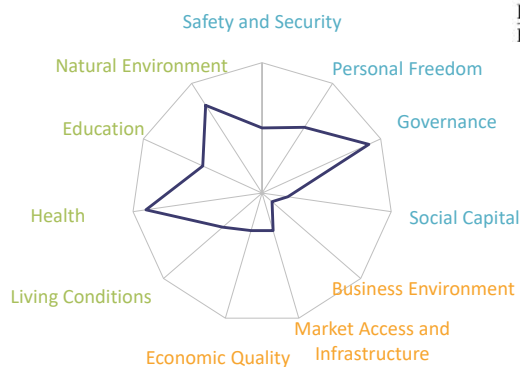 Safety and Security
Natural Environment
Personal Freedom
Education
Governance
Health
Social Capital
Living Conditions
Business Environment
Market Access and
Infrastructure
Economic Quality